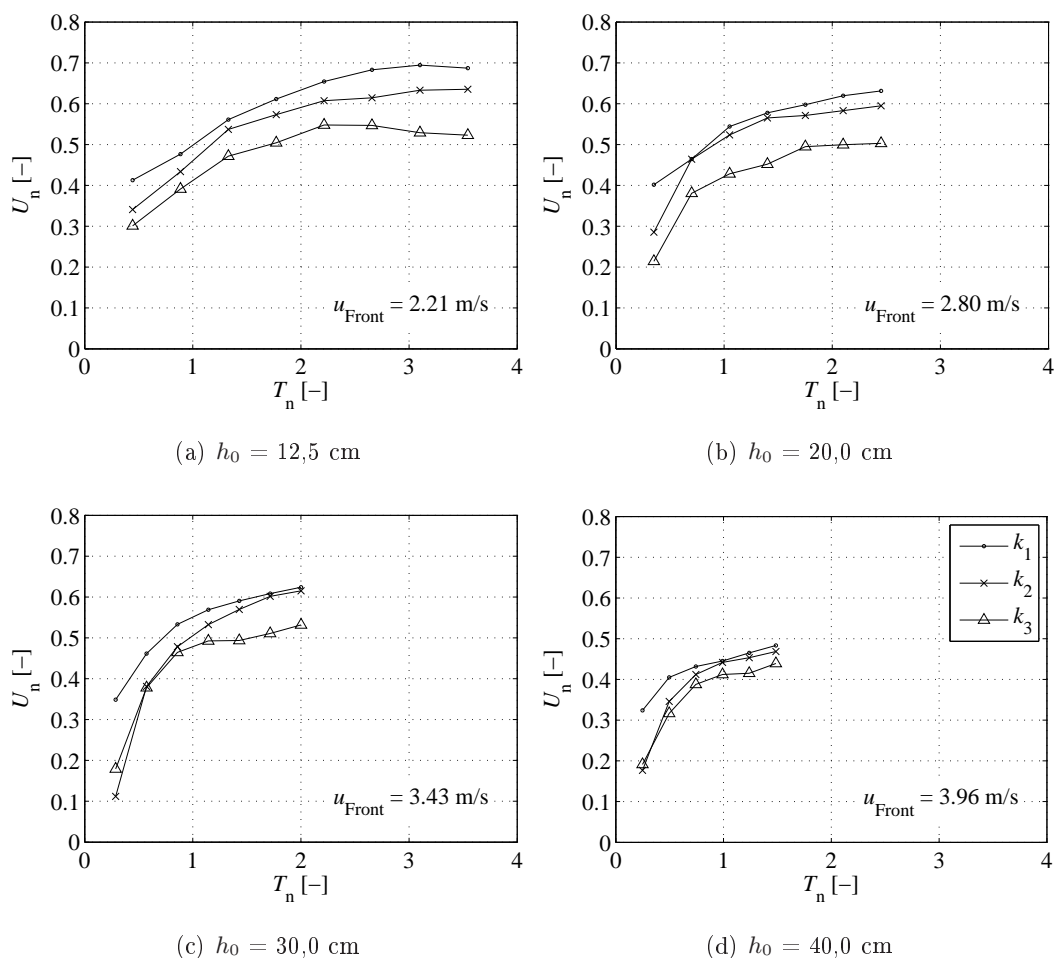 0.8
0.7
0.6
0.5
0.4
0.3
0.2
0.1
0
U_n [−]
u_Front = 2.21 m/s
0 1 2 3 4
T_n [−]
(a) h_0 = 12,5 cm
0.8
0.7
0.6
0.5
0.4
0.3
0.2
0.1
0
U_n [−]
u_Front = 2.80 m/s
0 1 2 3 4
T_n [−]
(b) h_0 = 20,0 cm
0.8
0.7
0.6
0.5
0.4
0.3
0.2
0.1
0
U_n [−]
u_Front = 3.43 m/s
0 1 2 3 4
T_n [−]
(c) h_0 = 30,0 cm
0.8
0.7
0.6
0.5
0.4
0.3
0.2
0.1
0
U_n [−]
k_1
k_2
k_3
u_Front = 3.96 m/s
0 1 2 3 4
T_n [−]
(d) h_0 = 40,0 cm